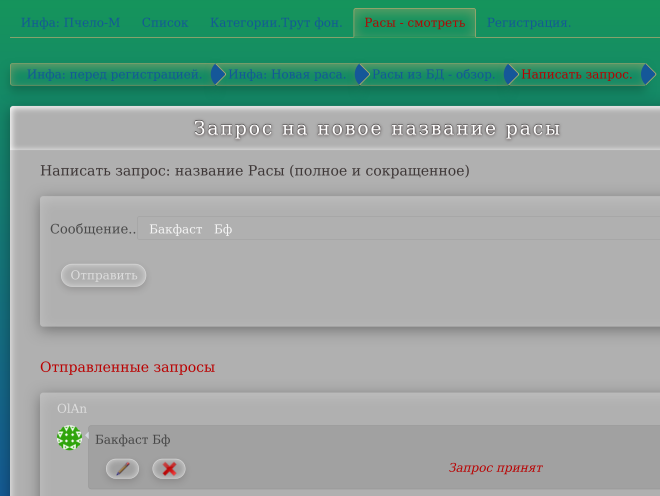 Инфа: Пчело-М Список Категории.Трут фон. Расы - смотреть Регистрация.
Инфа: перед регистрацией. Инфа: Новая раса. Расы из БД - обзор. Написать запрос.
Запрос на новое название расы
Написать запрос: название Расы (полное и сокращенное)
Сообщение.. Бакфаст Бф
Отправить
Отправленные запросы
OlAn
Бакфаст Бф
Запрос принят